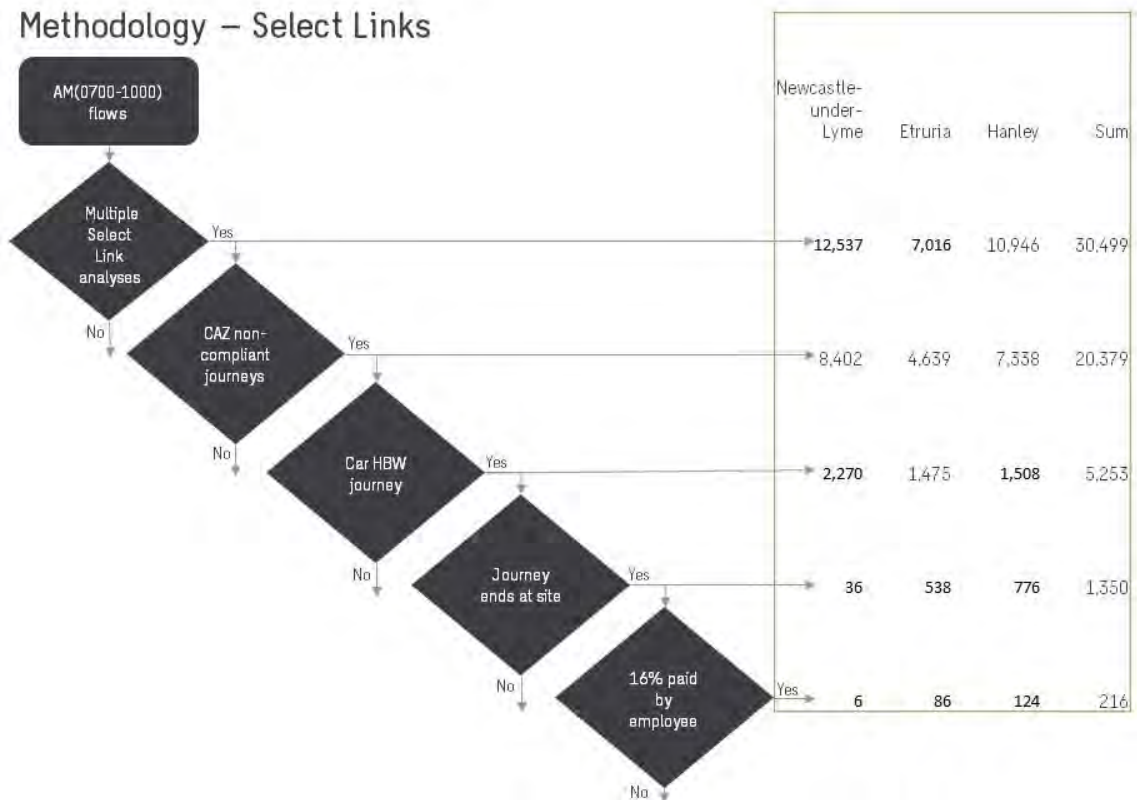 Methodology – Select Links
AM(0700-1000)
flows
Newcastle-
under-
Lyme Etruria Hanley Sum
Multiple
Select
Link
analyses
Yes
12,537 7,016 10,946 30,499
No
CAZ non-
compliant
journeys
Yes
8,402 4,639 7,338 20,379
No
Car HBW
journey
Yes
2,270 1,475 1,508 5,253
No
Journey
ends at site
Yes
36 538 776 1,350
No
16% paid
by
employee
Yes
6 86 124 216
No